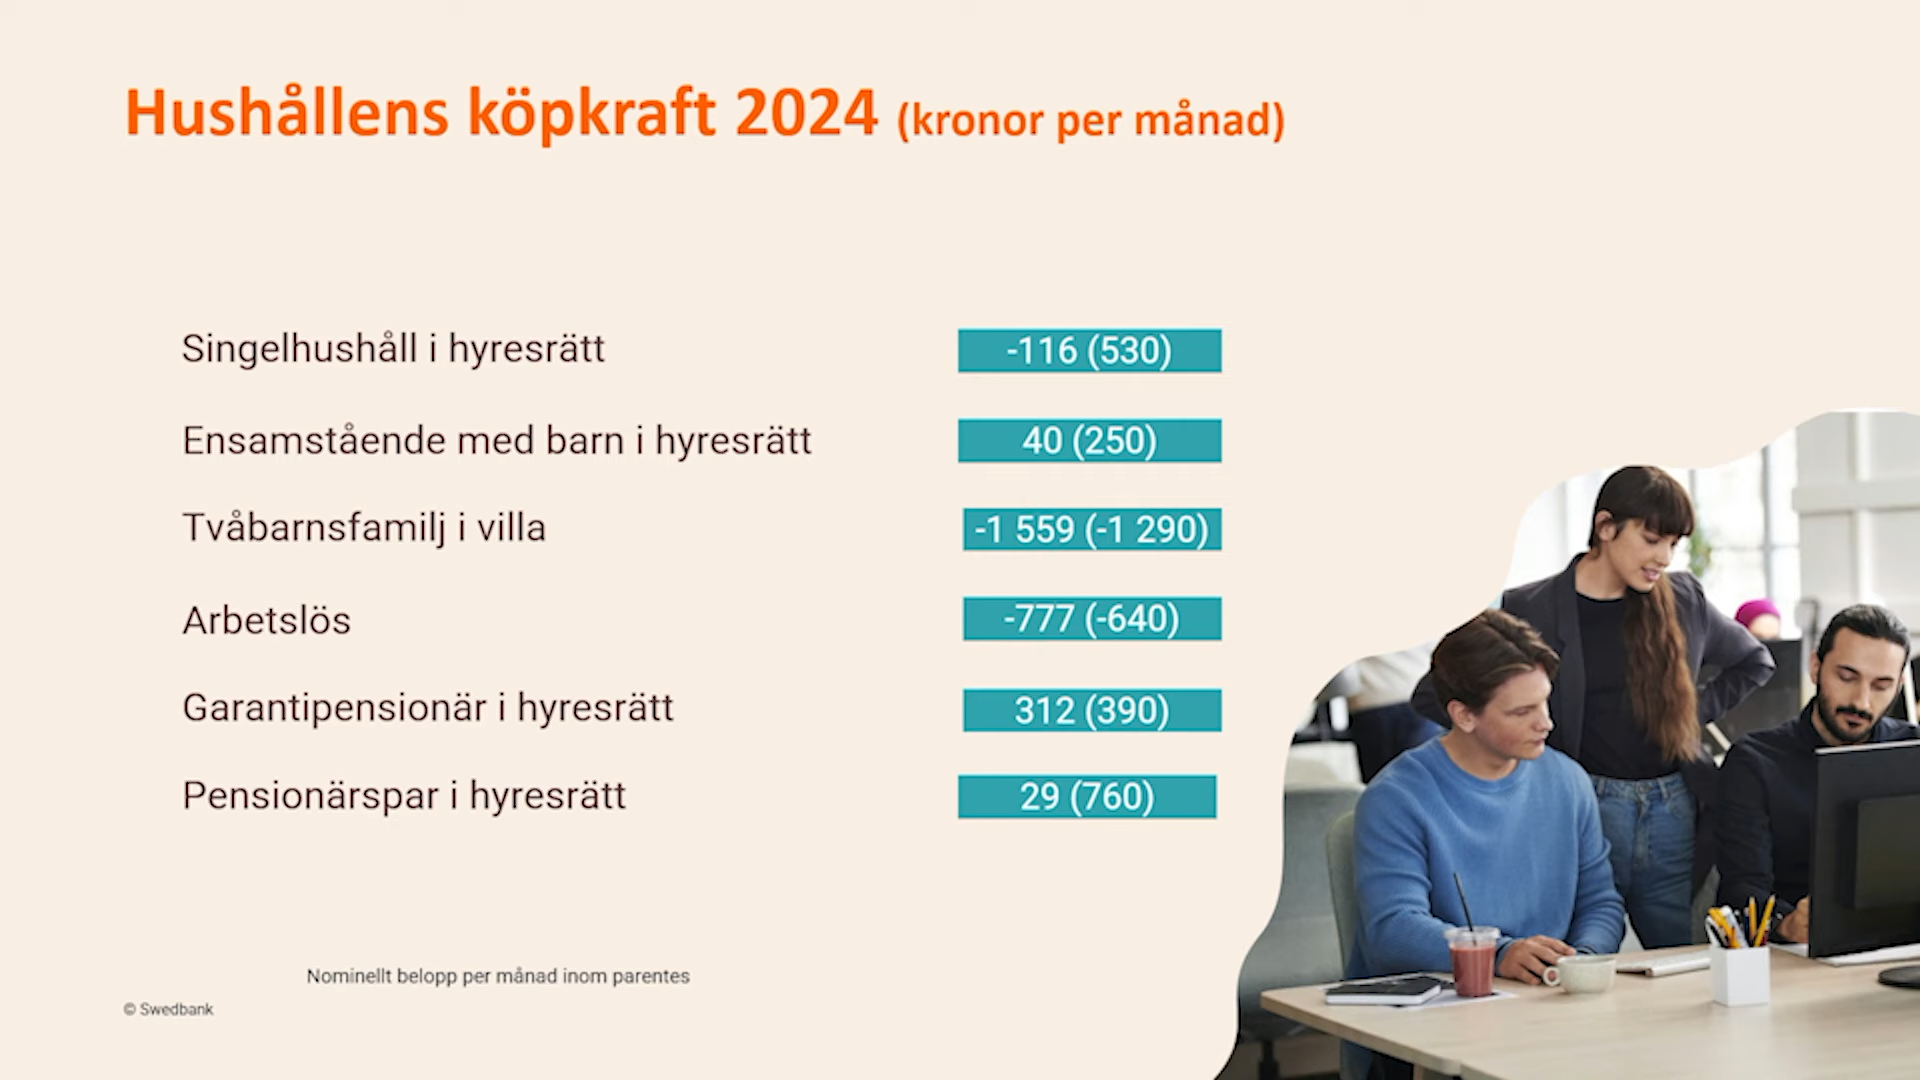 Hushållens köpkraft 2024 (kronor per månad)
Singelhushåll i hyresrätt -116 (530)
Ensamstående med barn i hyresrätt 40 (250)
Tvåbarnsfamilj i villa -1 559 (-1 290)
Arbetslös -777 (-640)
Garantipensionär i hyresrätt 312 (390)
Pensionärspar i hyresrätt 29 (760)
Nominellt belopp per månad inom parentes
© Swedbank